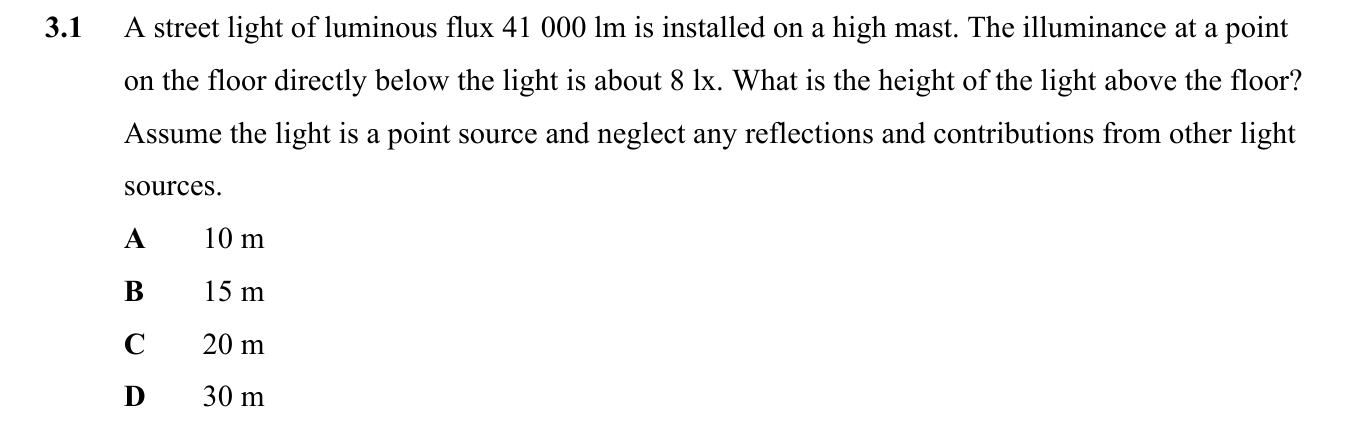 3.1 A street light of luminous flux 41 000 lm is installed on a high mast. The illuminance at a point
on the floor directly below the light is about 8 lx. What is the height of the light above the floor?
Assume the light is a point source and neglect any reflections and contributions from other light
sources.
A 10 m
B 15 m
C 20 m
D 30 m